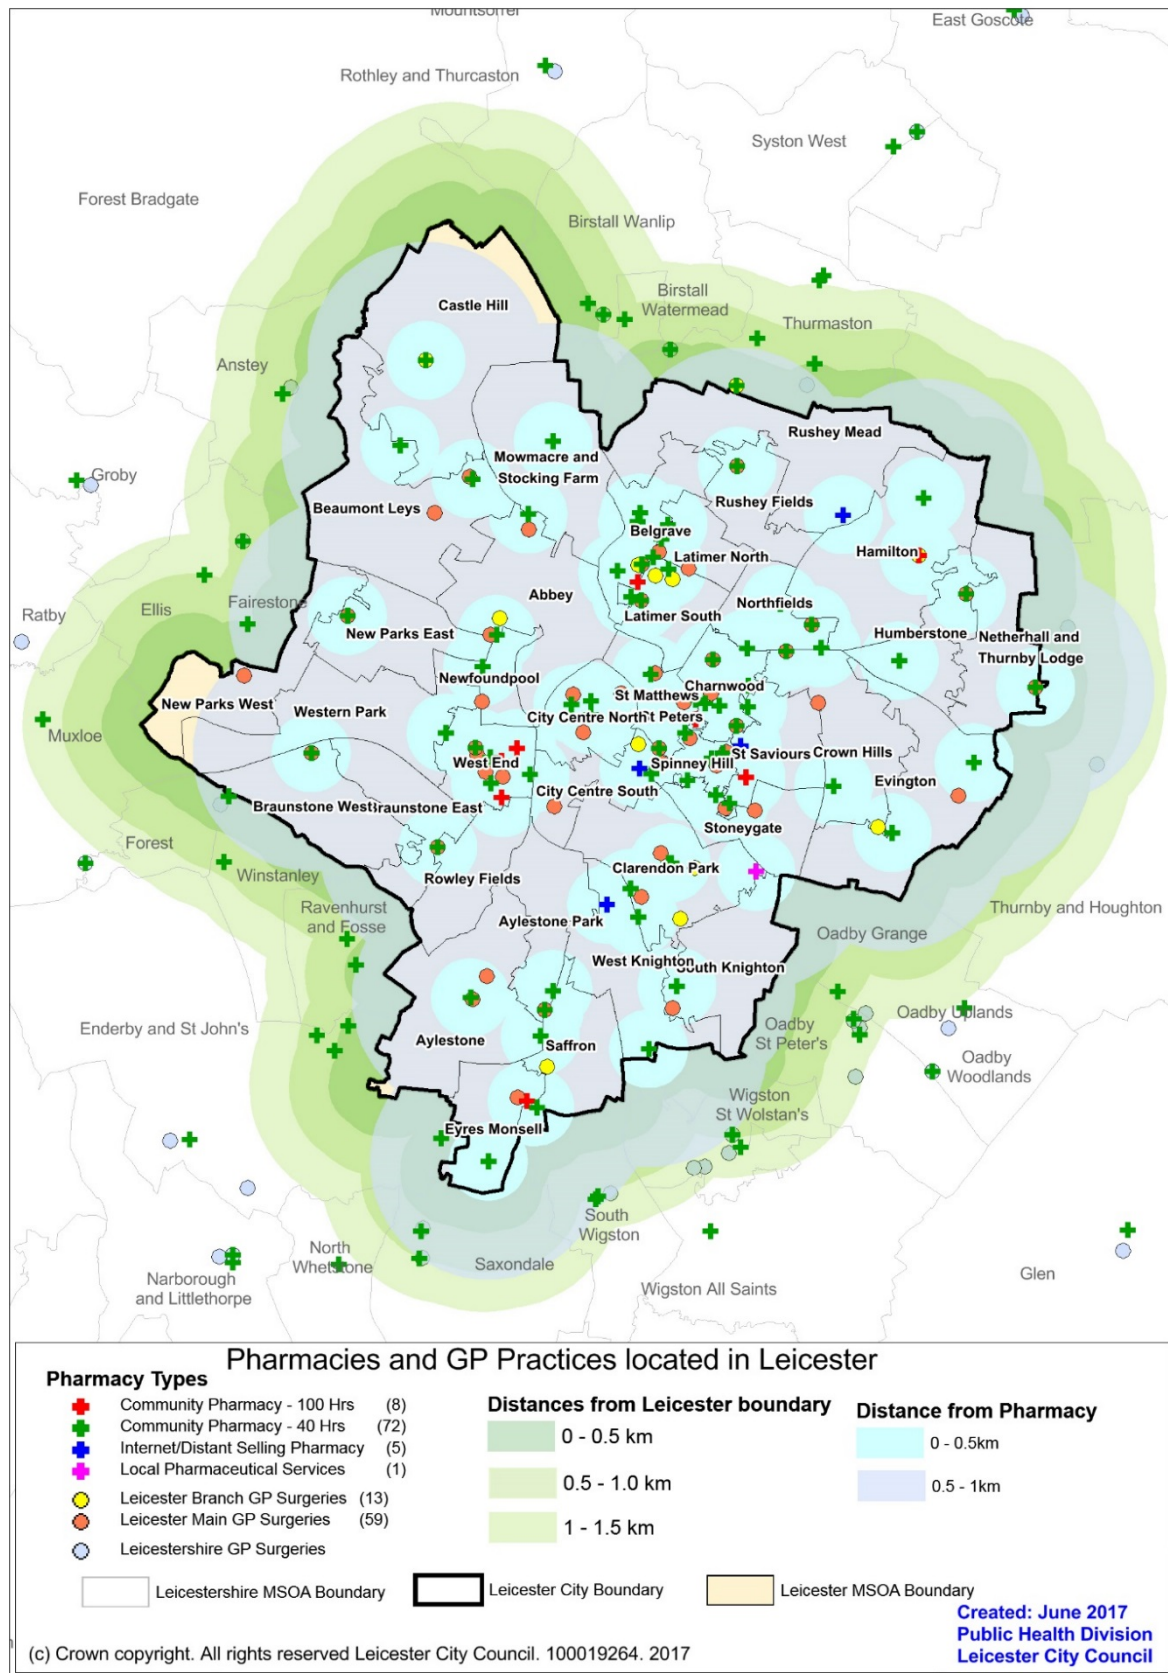 Mountsorrel
East Goscote
Rothley and Thurcaston
Syston West
Forest Bradgate
Birstall Wanlip
Birstall
Watermead
Castle Hill
Thurmaston
Anstey
Rushey Mead
Mowmacre and
Stocking Farm
Groby
Rushey Fields
Beaumont Leys
Belgrave
Hamilton
Latimer North
Abbey
Ellis
Fairestone
Northfields
Ratby
Latimer South
New Parks East
Humberstone
Netherhall and
Thurnby Lodge
Newfoundpool
Charnwood
St Matthews
New Parks West
Western Park
City Centre North
t Peters
Muxloe
St Saviours
Crown Hills
West End
Spinney Hill
Evington
City Centre South
Braunstone West
Braunstone East
Stoneygate
Forest
Clarendon Park
Winstanley
Rowley Fields
Ravenhurst
and Fosse
Thurnby and Houghton
Aylestone Park
Oadby Grange
West Knighton
South Knighton
Enderby and St John's
Oadby Uplands
Oadby
St Peter's
Aylestone
Saffron
Oadby
Woodlands
Wigston
St Wolstan's
Eyres Monsell
South
Wigston
North
Whetstone
Saxondale
Glen
Narborough
and Littlethorpe
Wigston All Saints
Pharmacies and GP Practices located in Leicester
Pharmacy Types
Community Pharmacy - 100 Hrs (8)
Community Pharmacy - 40 Hrs (72)
Internet/Distant Selling Pharmacy (5)
Local Pharmaceutical Services (1)
Leicester Branch GP Surgeries (13)
Leicester Main GP Surgeries (59)
Leicestershire GP Surgeries
Distances from Leicester boundary
0 - 0.5 km
0.5 - 1.0 km
1 - 1.5 km
Distance from Pharmacy
0 - 0.5km
0.5 - 1km
Leicestershire MSOA Boundary
Leicester City Boundary
Leicester MSOA Boundary
Created: June 2017
Public Health Division
Leicester City Council
(c) Crown copyright. All rights reserved Leicester City Council. 100019264. 2017